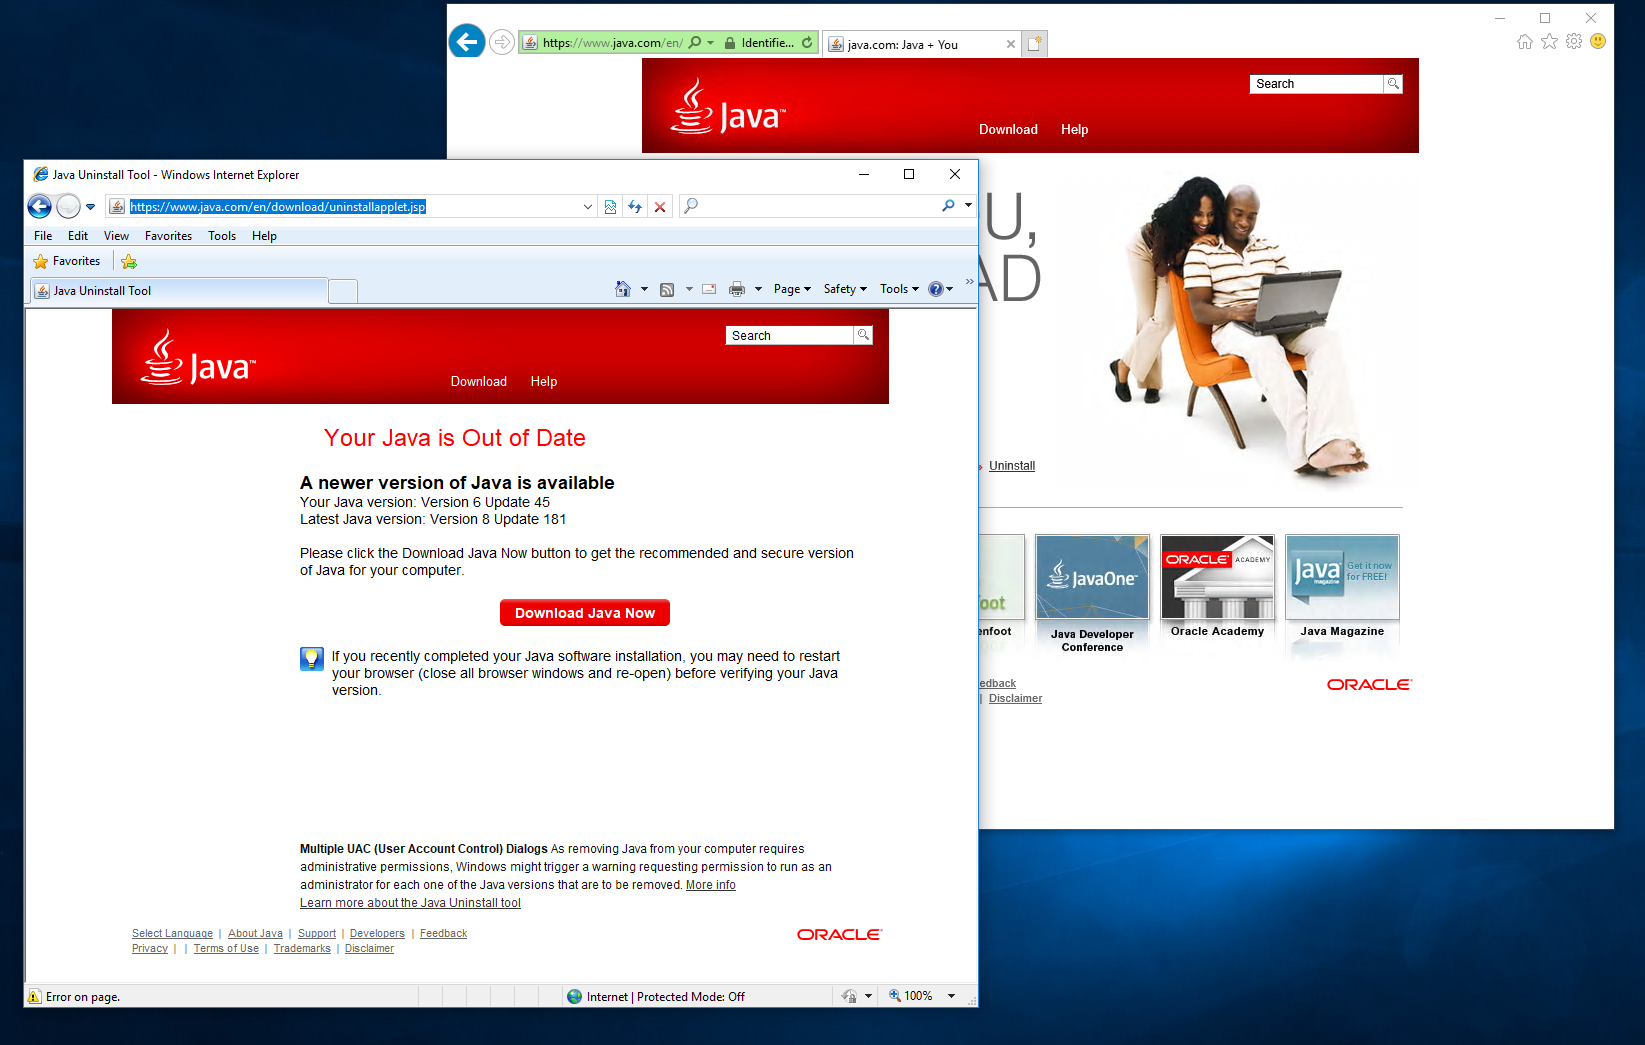 https://www.java.com/en/
Identifie...
java.com: Java + You
Java™
Search
Download Help
U,
AD
Uninstall
oot
JavaOne™
ORACLE® ACADEMY
Java magazine
Get it now
for FREE!
enfoot
Java Developer
Conference
Oracle Academy
Java Magazine
edback
| Disclaimer
ORACLE®
Java Uninstall Tool - Windows Internet Explorer
https://www.java.com/en/download/uninstallapplet.jsp
File Edit View Favorites Tools Help
Favorites
Java Uninstall Tool
Page Safety Tools
Java™
Search
Download Help
Your Java is Out of Date
A newer version of Java is available
Your Java version: Version 6 Update 45
Latest Java version: Version 8 Update 181
Please click the Download Java Now button to get the recommended and secure version
of Java for your computer.
Download Java Now
If you recently completed your Java software installation, you may need to restart
your browser (close all browser windows and re-open) before verifying your Java
version.
Multiple UAC (User Account Control) Dialogs As removing Java from your computer requires
administrative permissions, Windows might trigger a warning requesting permission to run as an
administrator for each one of the Java versions that are to be removed. More info
Learn more about the Java Uninstall tool
Select Language | About Java | Support | Developers | Feedback
Privacy | | Terms of Use | Trademarks | Disclaimer
ORACLE®
Error on page.
Internet | Protected Mode: Off
100%